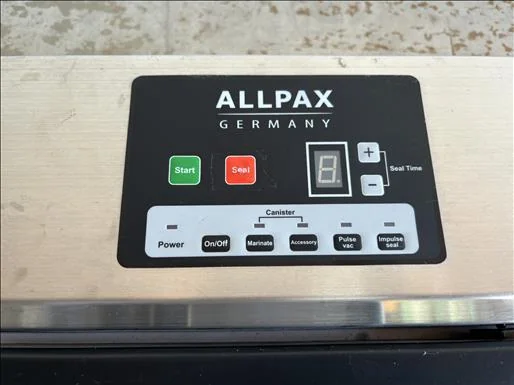 ALLPAX
GERMANY
Start
Seal
+
Seal Time
−
Canister
Power
On/Off
Marinate
Accessory
Pulse
vac
Impulse
seal